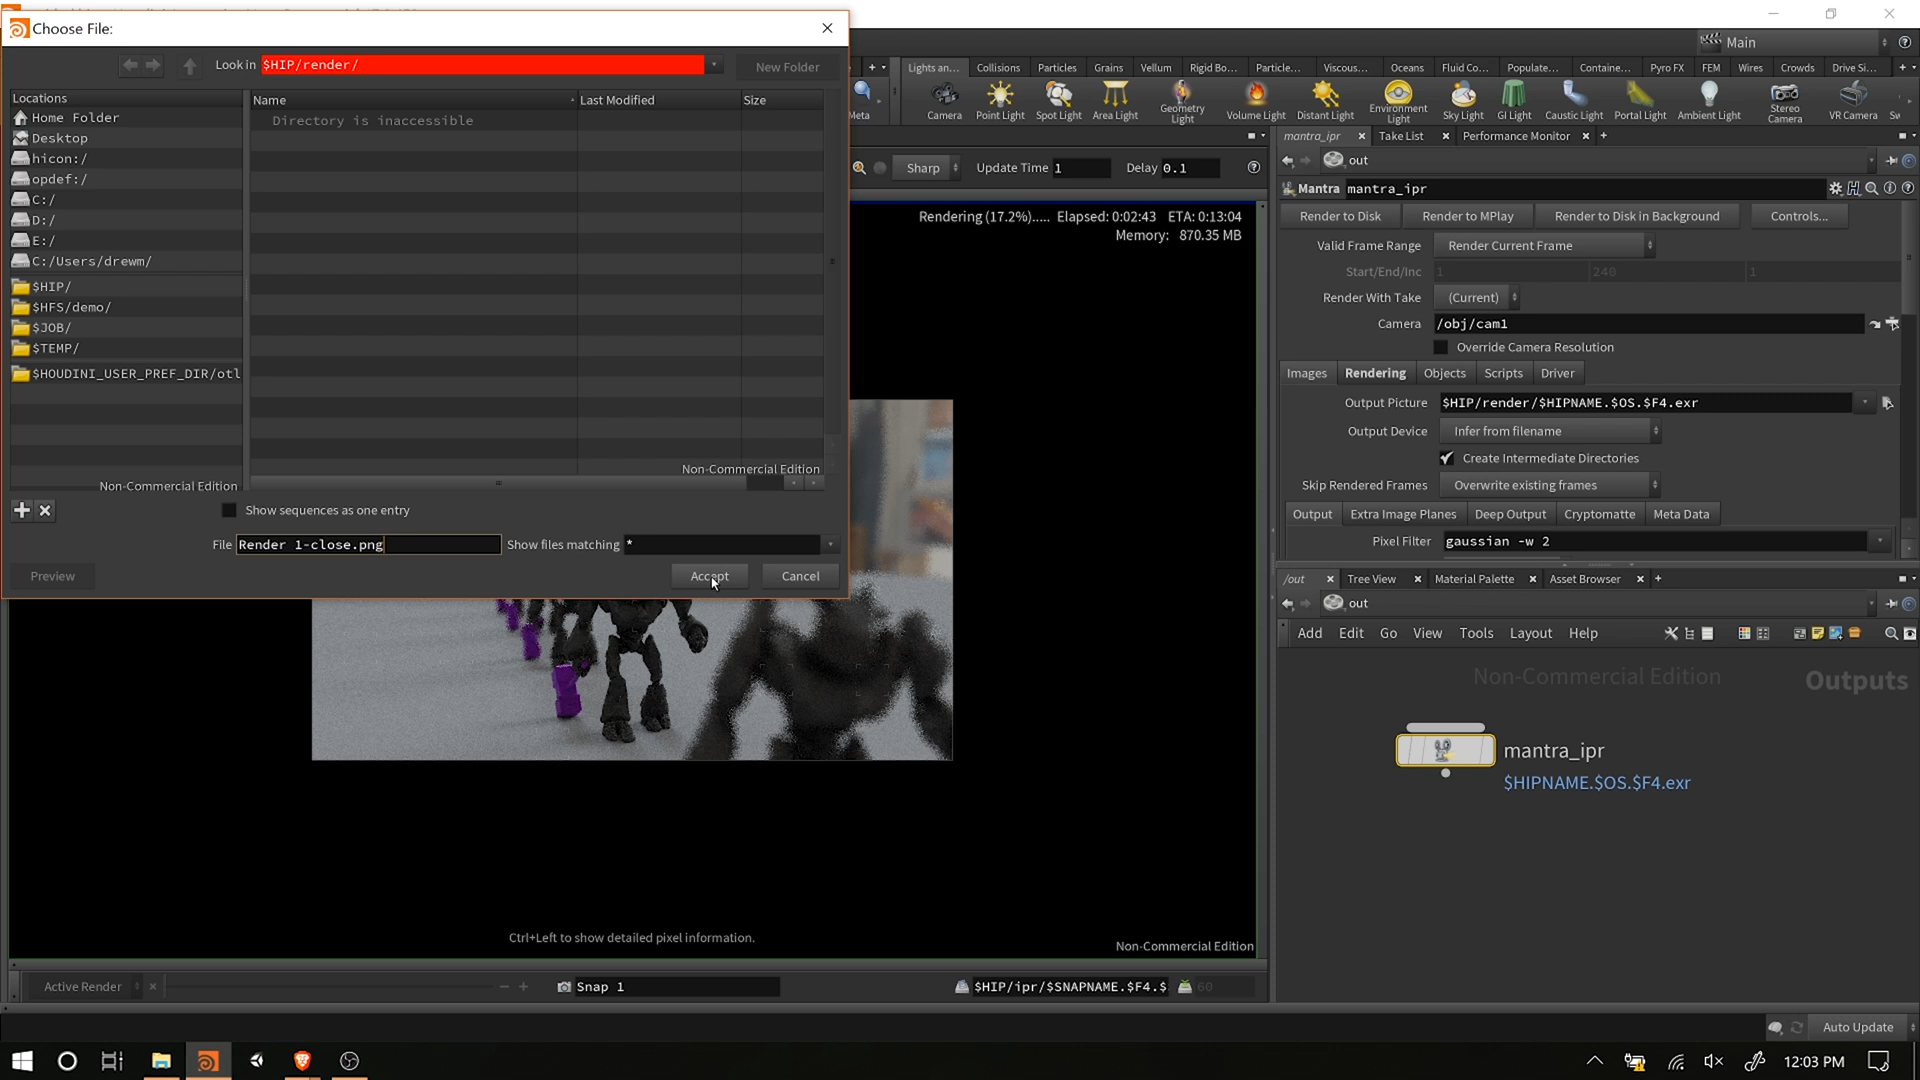 Choose File:
Look in $HIP/render/
New Folder
Locations
Home Folder
Desktop
hicon:/
opdef:/
C:/
D:/
E:/
C:/Users/drewm/
$HIP/
$HFS/demo/
$JOB/
$TEMP/
$HOUDINI_USER_PREF_DIR/otl
Non-Commercial Edition
Name Last Modified Size
Directory is inaccessible
Non-Commercial Edition
Show sequences as one entry
File Render 1-close.png Show files matching *
Preview Accept Cancel
Main
Lights an... Collisions Particles Grains Vellum Rigid Bo... Particle... Viscous... Oceans Fluid Co... Populate... Containe... Pyro FX FEM Wires Crowds Drive Si...
Meta Camera Point Light Spot Light Area Light Geometry Light Volume Light Distant Light Environment Light Sky Light GI Light Caustic Light Portal Light Ambient Light Stereo Camera VR Camera Sw
Sharp Update Time 1 Delay 0.1
Rendering (17.2%)..... Elapsed: 0:02:43 ETA: 0:13:04
Memory: 870.35 MB
Ctrl+Left to show detailed pixel information.
Non-Commercial Edition
Active Render Snap 1 $HIP/ipr/$SNAPNAME.$F4.$ 60
mantra_ipr Take List Performance Monitor
out
Mantra mantra_ipr
Render to Disk Render to MPlay Render to Disk in Background Controls...
Valid Frame Range Render Current Frame
Start/End/Inc 1 240 1
Render With Take (Current)
Camera /obj/cam1
Override Camera Resolution
Images Rendering Objects Scripts Driver
Output Picture $HIP/render/$HIPNAME.$OS.$F4.exr
Output Device Infer from filename
Create Intermediate Directories
Skip Rendered Frames Overwrite existing frames
Output Extra Image Planes Deep Output Cryptomatte Meta Data
Pixel Filter gaussian -w 2
/out Tree View Material Palette Asset Browser
out
Add Edit Go View Tools Layout Help
Non-Commercial Edition
Outputs
mantra_ipr
$HIPNAME.$OS.$F4.exr
Auto Update
12:03 PM